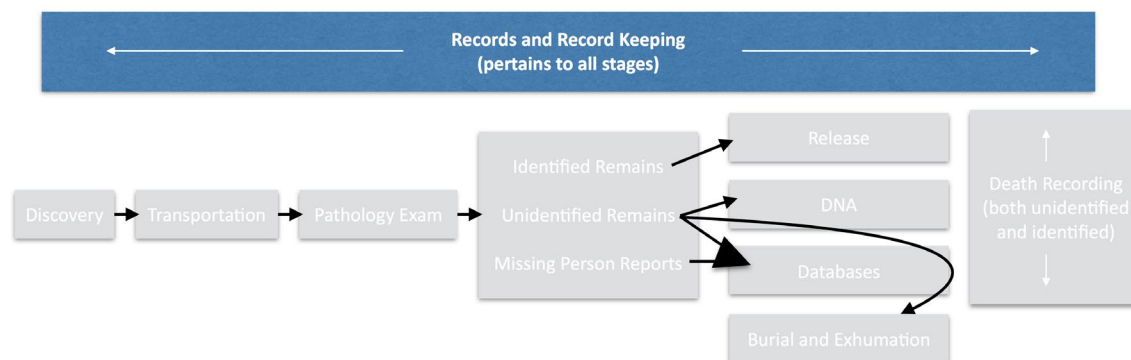 Records and Record Keeping
(pertains to all stages)
Discovery
Transportation
Pathology Exam
Identified Remains
Unidentified Remains
Missing Person Reports
Release
DNA
Databases
Burial and Exhumation
Death Recording
(both unidentified
and identified)